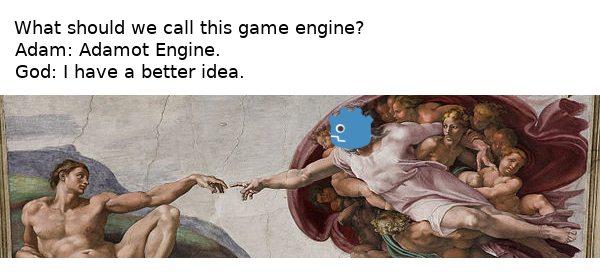 What should we call this game engine?
Adam: Adamot Engine.
God: I have a better idea.